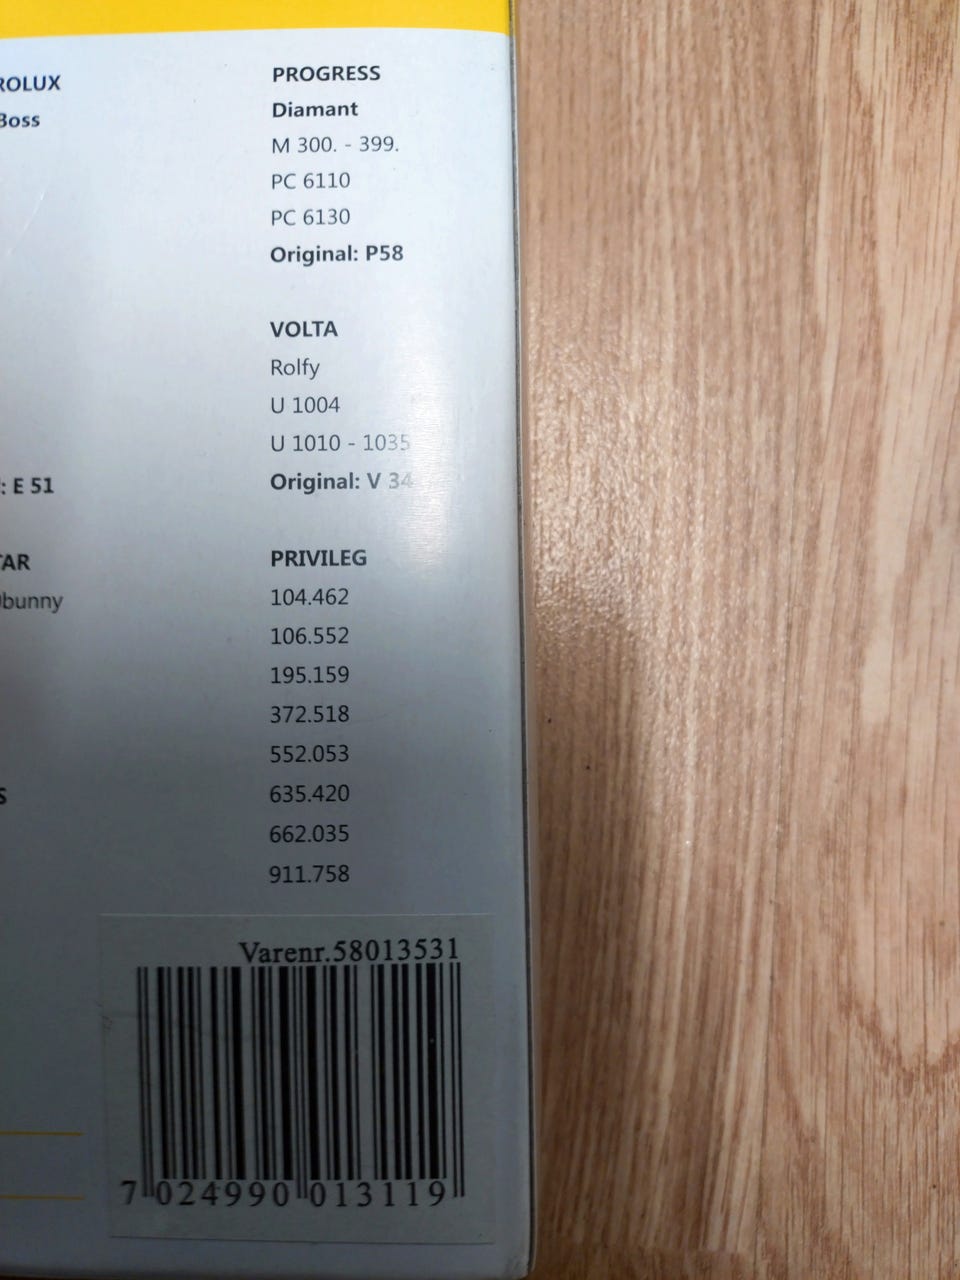 ROLUX
Boss
: E 51
TAR
bunny
S
PROGRESS
Diamant
M 300. - 399.
PC 6110
PC 6130
Original: P58
VOLTA
Rolfy
U 1004
U 1010 - 1035
Original: V 34
PRIVILEG
104.462
106.552
195.159
372.518
552.053
635.420
662.035
911.758
Varenr.58013531
7 024990 013119